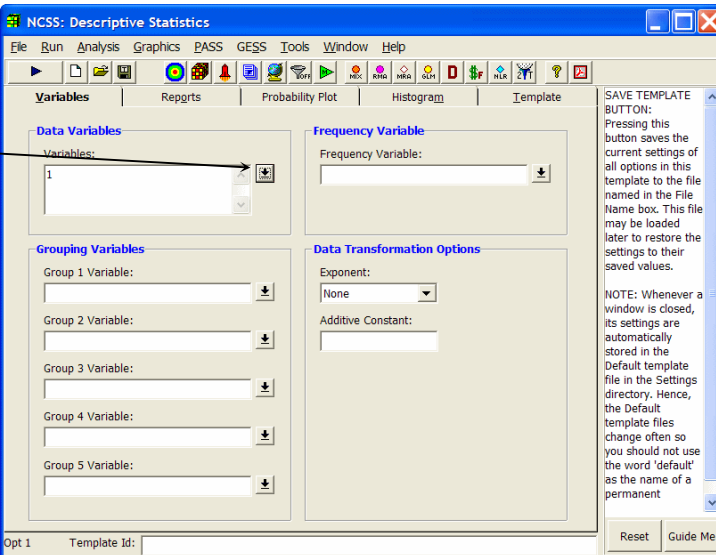 NCSS: Descriptive Statistics
File Run Analysis Graphics PASS GESS Tools Window Help
OFF MIX RMA MRA GLM D $F NLR ?
Variables Reports Probability Plot Histogram Template
Data Variables
Variables:
1
Frequency Variable
Frequency Variable:
Grouping Variables
Group 1 Variable:
Group 2 Variable:
Group 3 Variable:
Group 4 Variable:
Group 5 Variable:
Data Transformation Options
Exponent:
None
Additive Constant:
SAVE TEMPLATE
BUTTON:
Pressing this
button saves the
current settings of
all options in this
template to the file
named in the File
Name box. This file
may be loaded
later to restore the
settings to their
saved values.
NOTE: Whenever a
window is closed,
its settings are
automatically
stored in the
Default template
file in the Settings
directory. Hence,
the Default
template files
change often so
you should not use
the word 'default'
as the name of a
permanent
Reset Guide Me
Opt 1 Template Id: